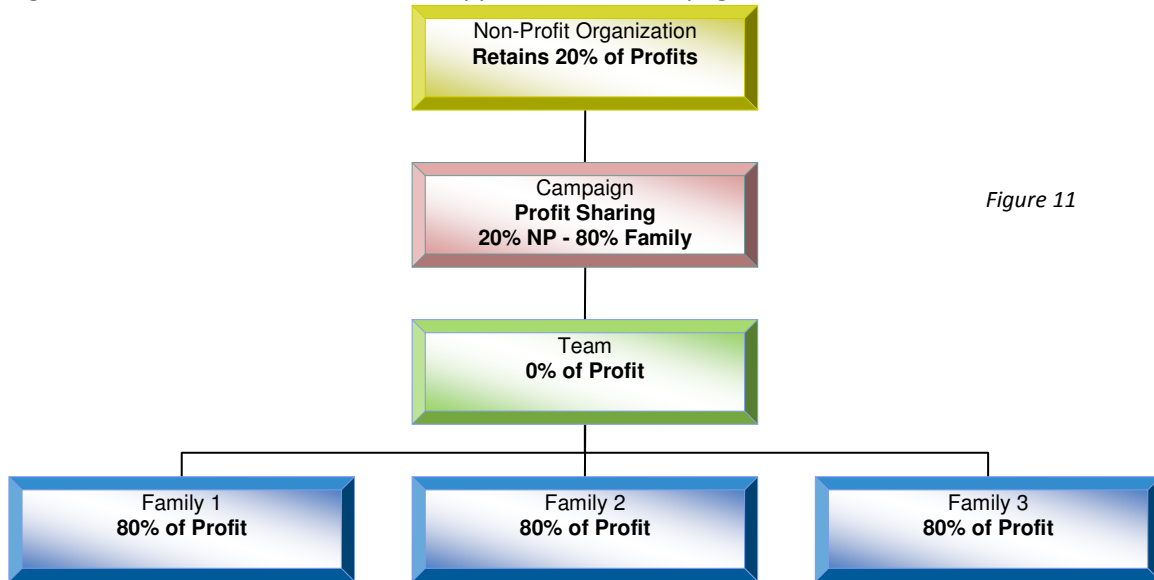 Non-Profit Organization
Retains 20% of Profits
Campaign
Profit Sharing
20% NP - 80% Family
Figure 11
Team
0% of Profit
Family 1
80% of Profit
Family 2
80% of Profit
Family 3
80% of Profit